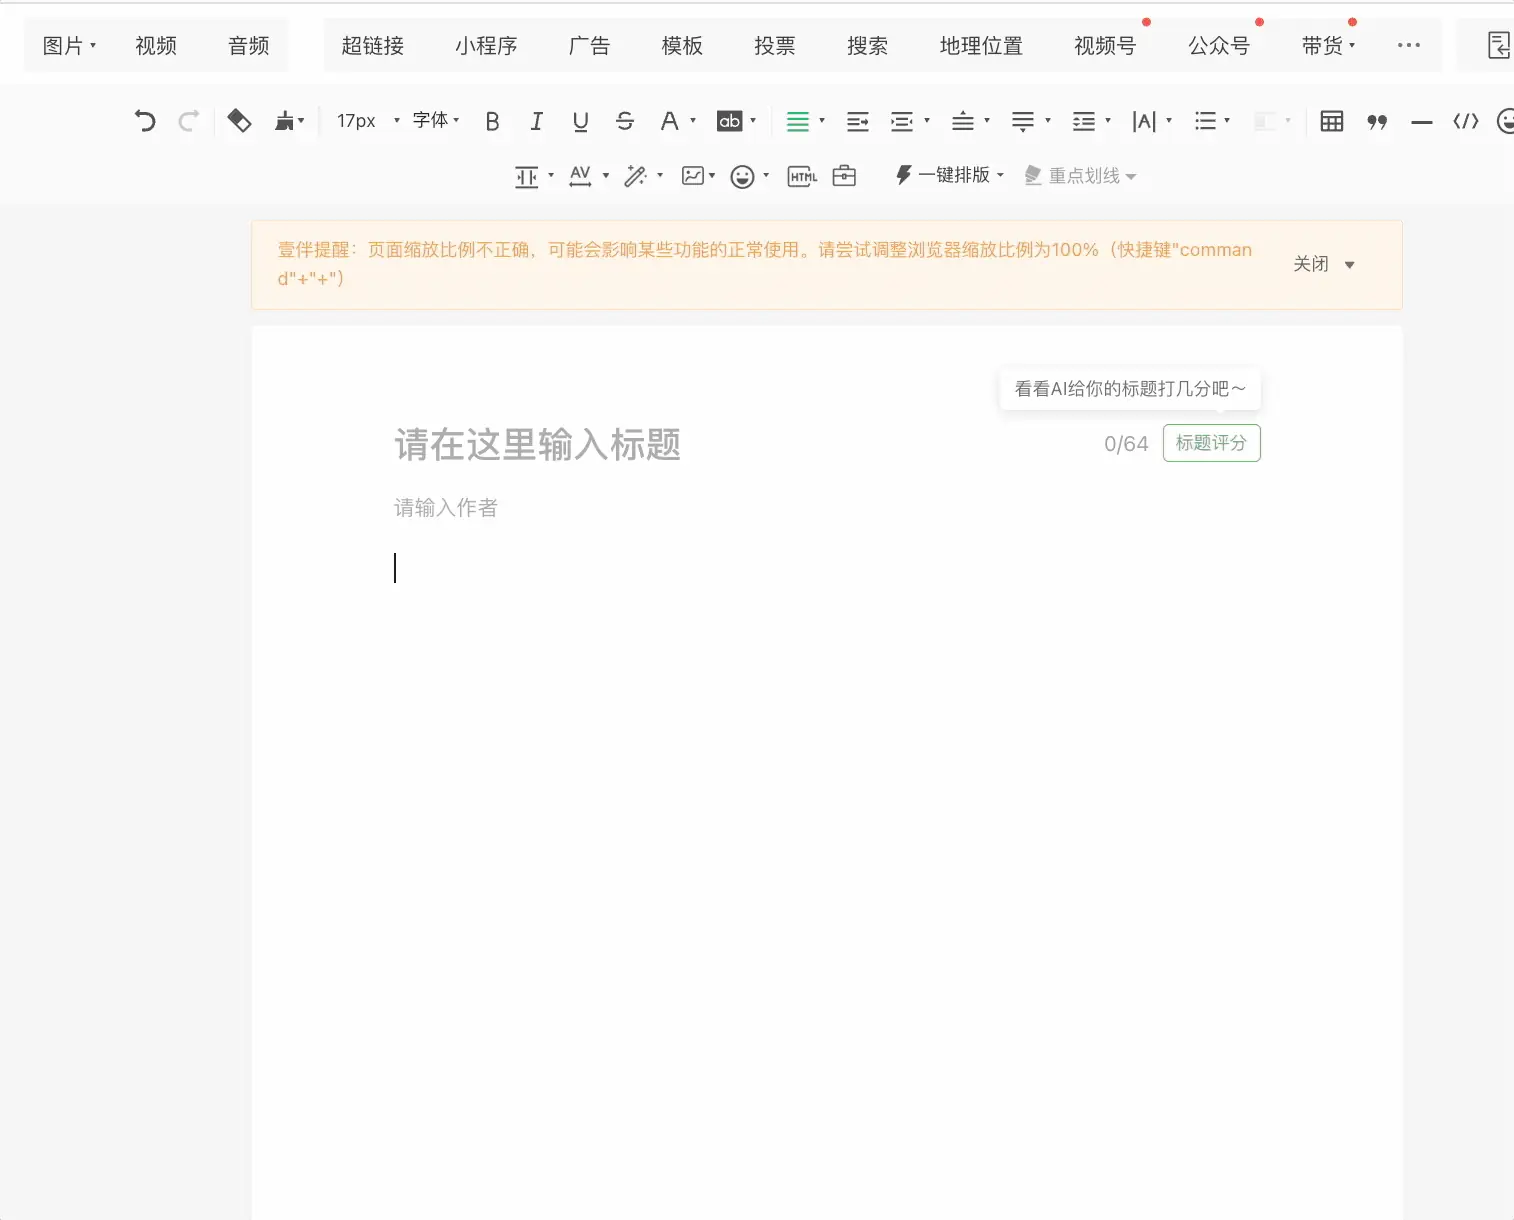 图片 视频 音频 超链接 小程序 广告 模板 投票 搜索 地理位置 视频号 公众号 带货 ···
17px 字体 B I U S A ab |A| </>
AV HTML 一键排版 重点划线
壹伴提醒：页面缩放比例不正确，可能会影响某些功能的正常使用。请尝试调整浏览器缩放比例为100%（快捷键"comman
d"+"+"）
关闭
看看AI给你的标题打几分吧～
请在这里输入标题 0/64 标题评分
请输入作者